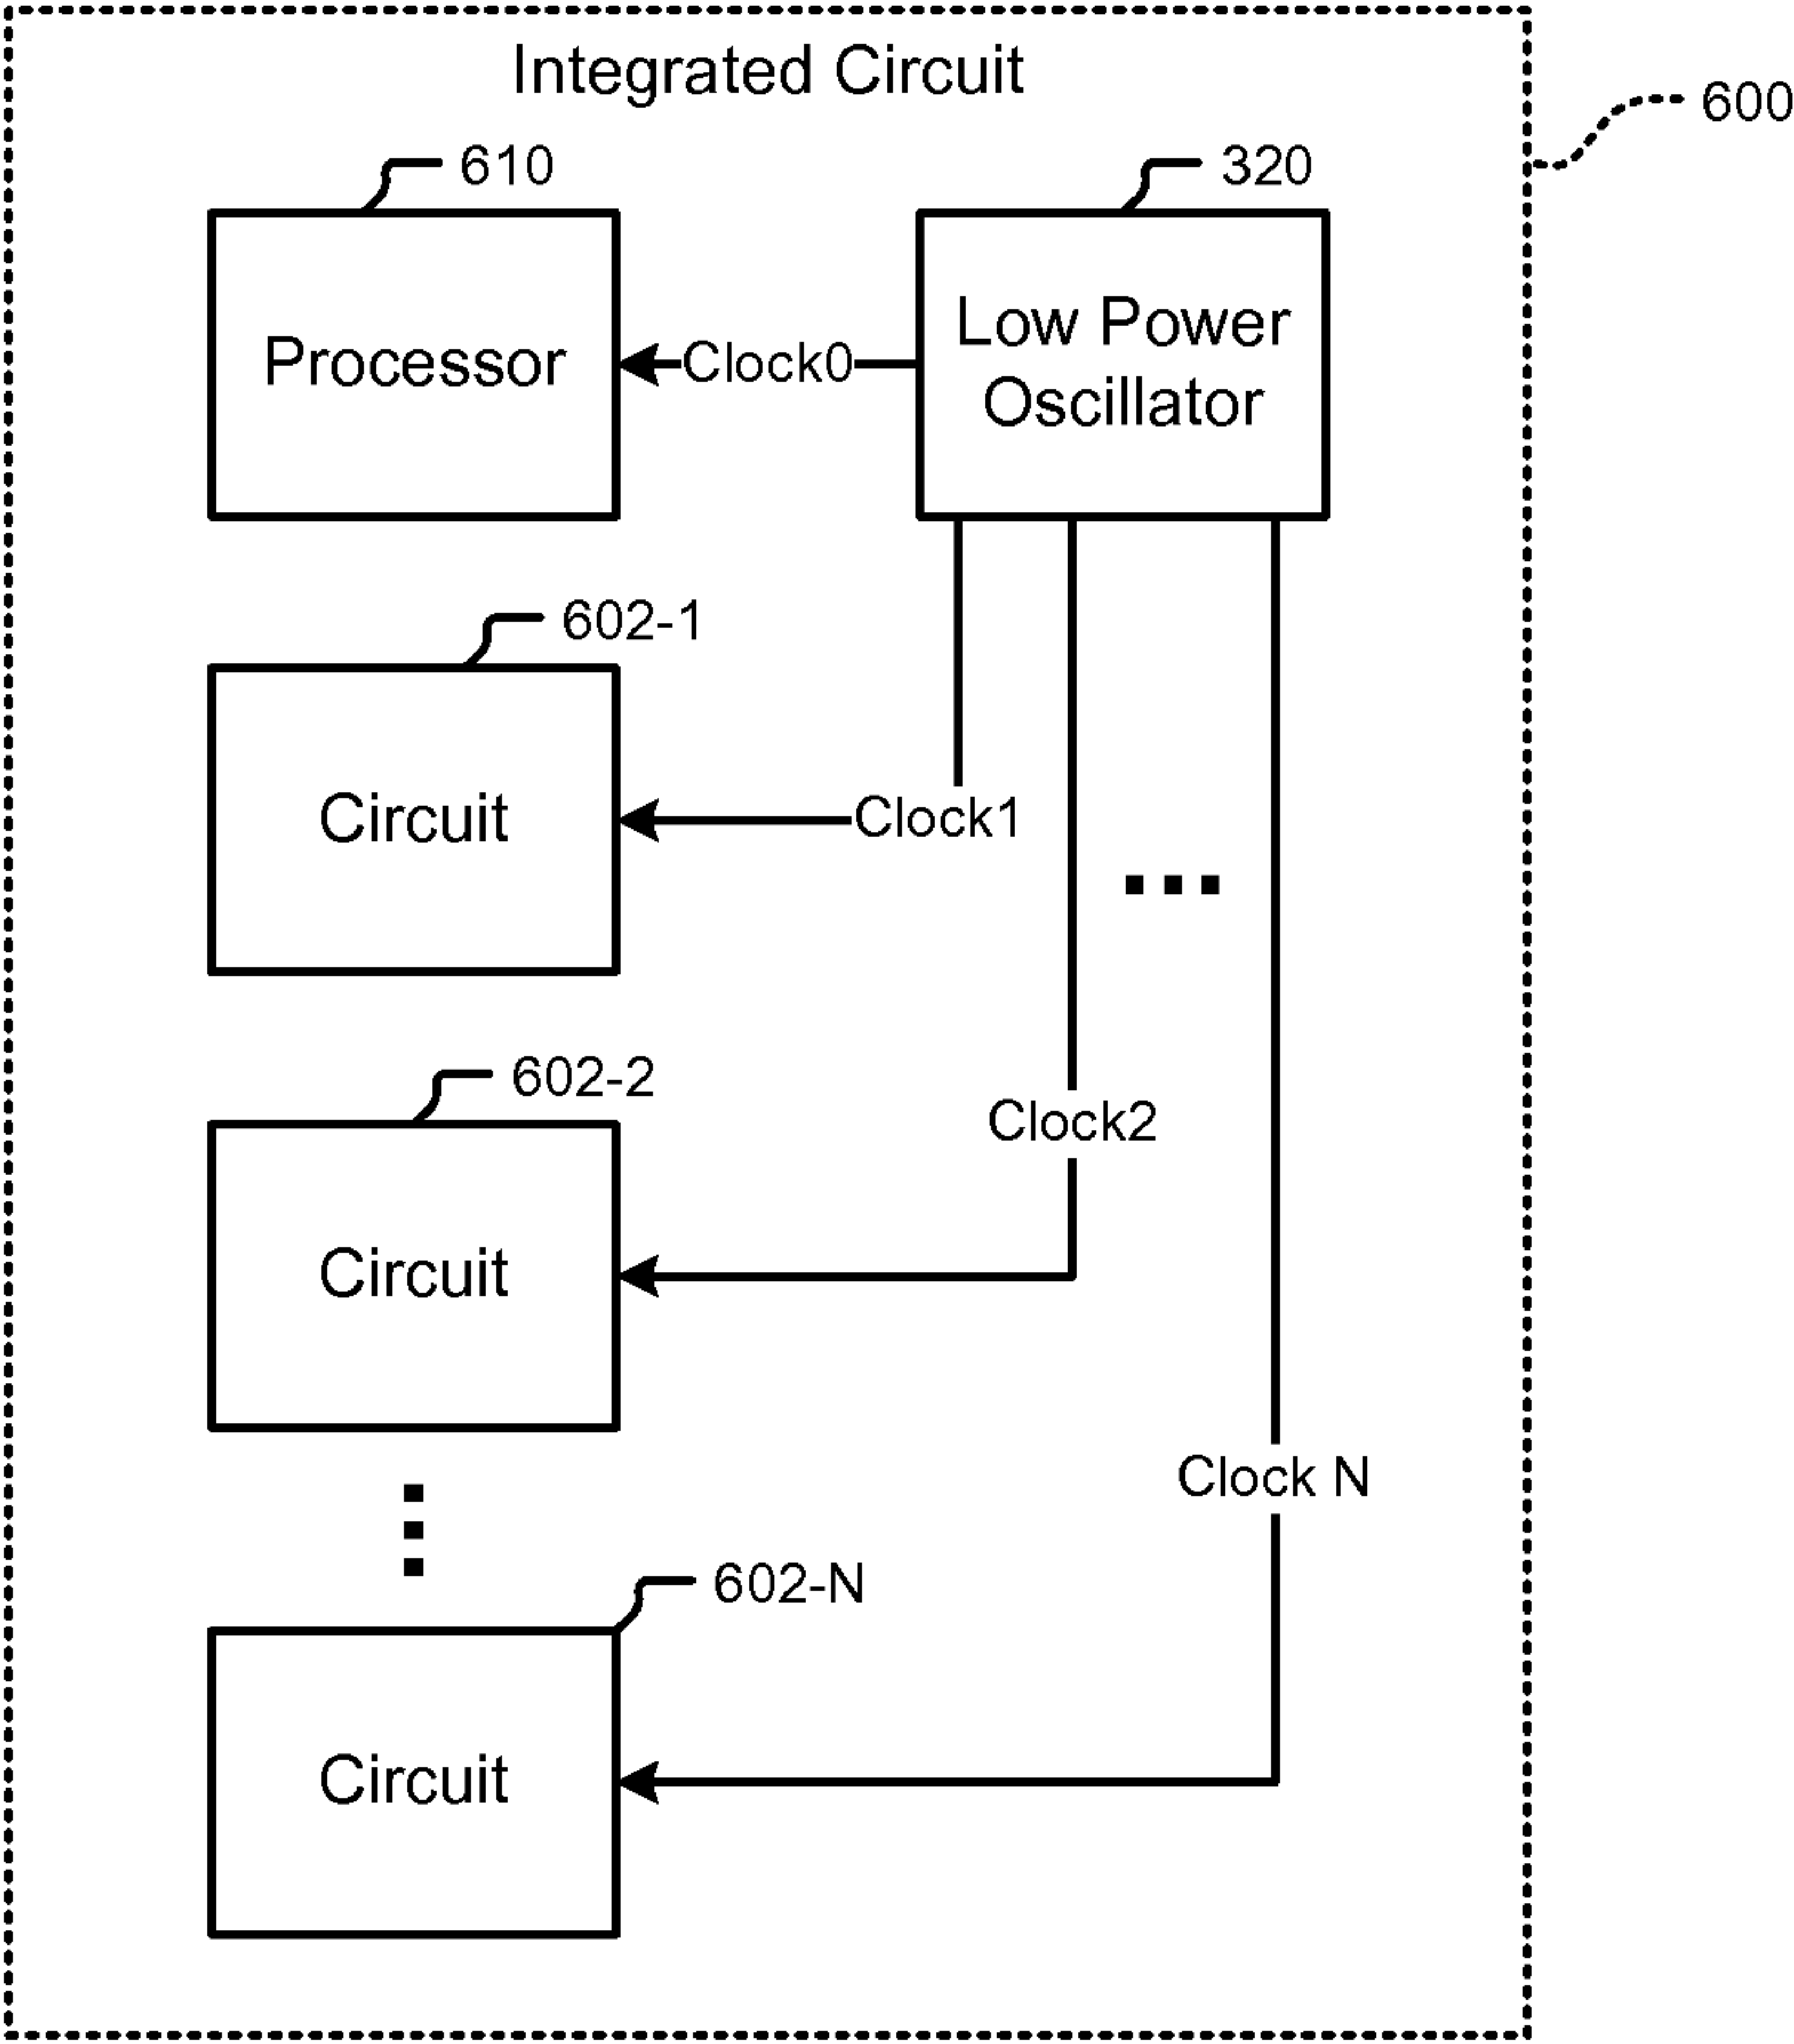 Integrated Circuit
600
610
320
Processor
Clock0
Low Power
Oscillator
602-1
Circuit
Clock1
602-2
Clock2
Circuit
Clock N
602-N
Circuit